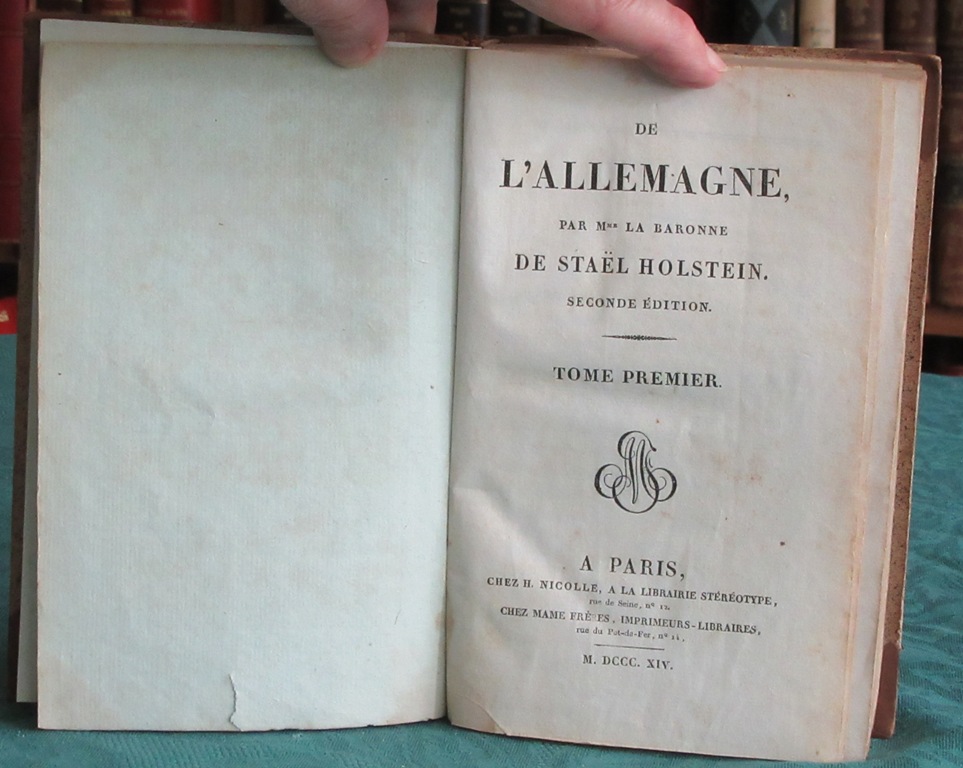 DE
L'ALLEMAGNE,
PAR Mᵐᵉ LA BARONNE
DE STAËL HOLSTEIN.
SECONDE ÉDITION.
TOME PREMIER.
A PARIS,
CHEZ H. NICOLLE, A LA LIBRAIRIE STÉRÉOTYPE,
rue de Seine, nº 12.
CHEZ MAME FRÈRES, IMPRIMEURS-LIBRAIRES,
rue du Pot-de-Fer, nº 14.
M. DCCC. XIV.